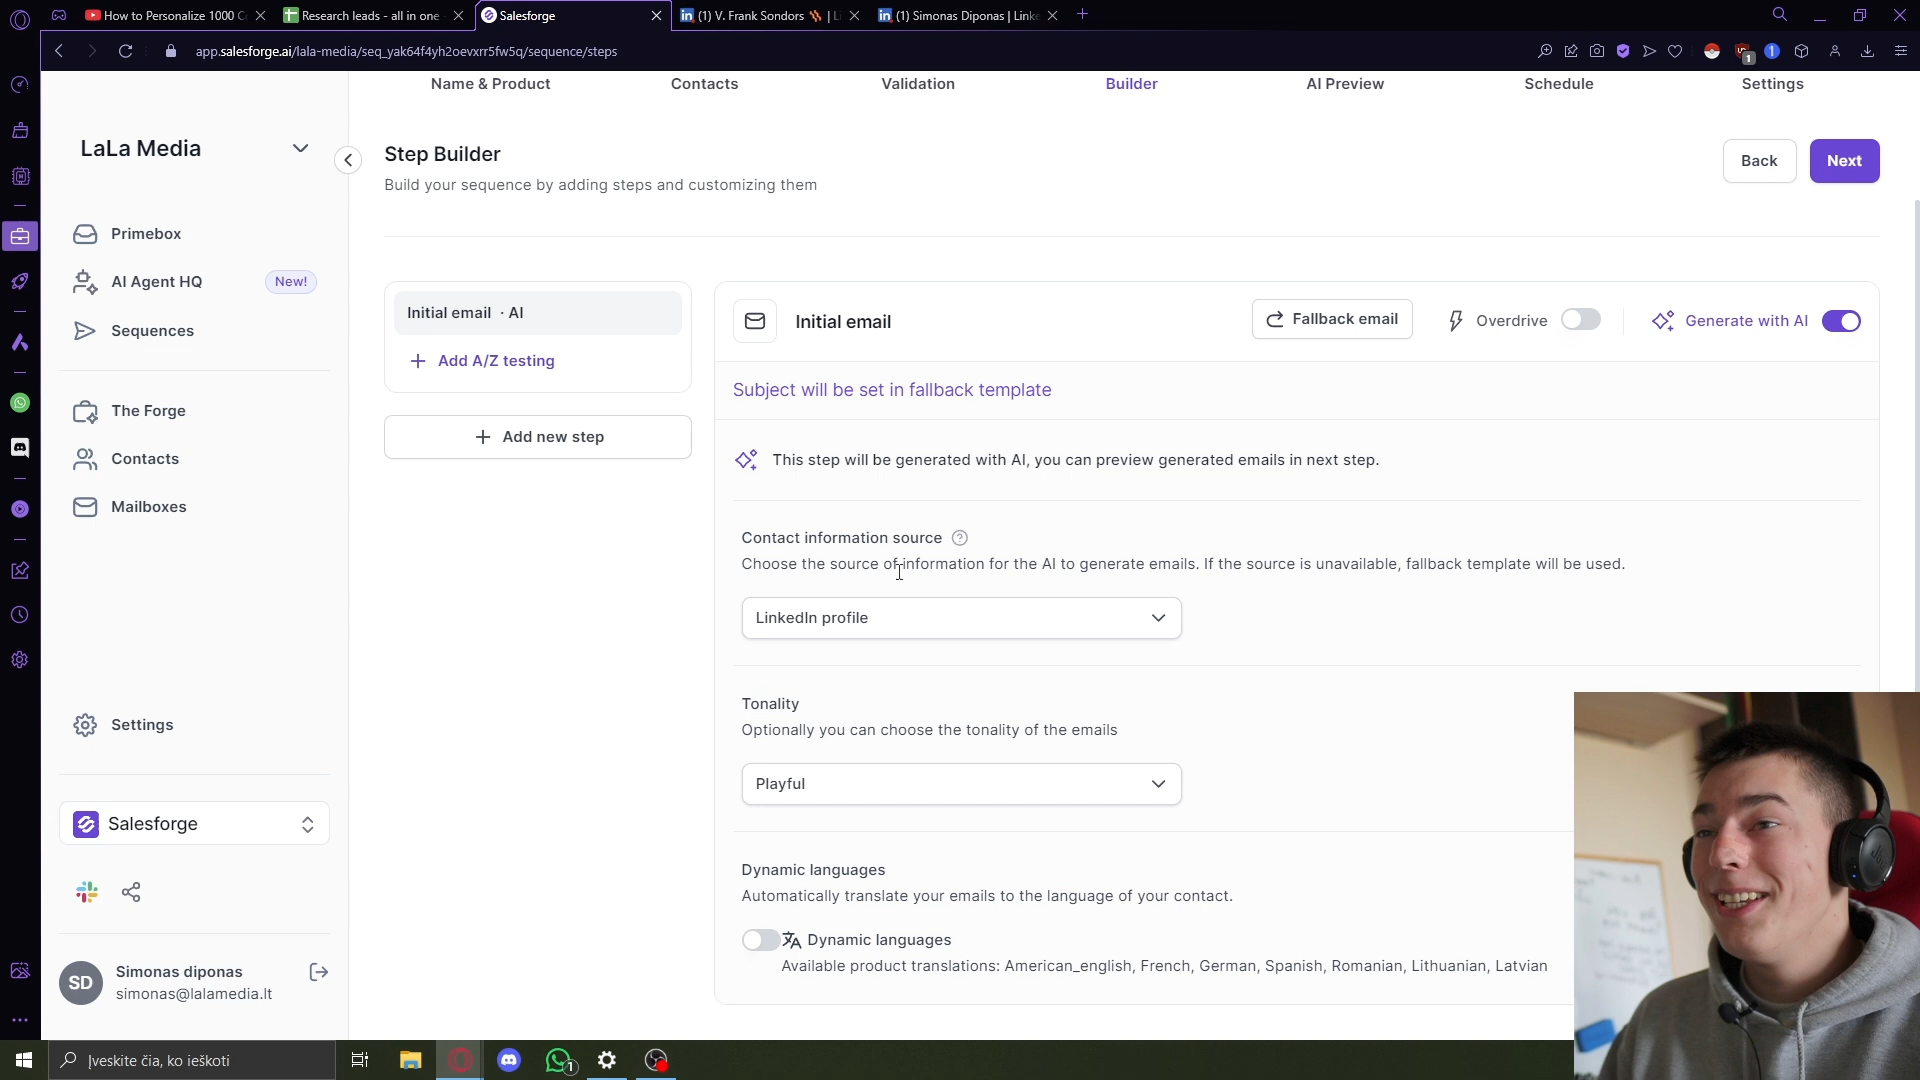 How to Personalize 1000 C
Research leads - all in one
Salesforge
(1) V. Frank Sondors
(1) Simonas Diponas | Linke
app.salesforge.ai/lala-media/seq_yak64f4yh2oevxrr5fw5q/sequence/steps
1
1
Name & Product
Contacts
Validation
Builder
AI Preview
Schedule
Settings
LaLa Media
Step Builder
Build your sequence by adding steps and customizing them
Back
Next
Primebox
AI Agent HQ
New!
Sequences
The Forge
Contacts
Mailboxes
Settings
Salesforge
SD
Simonas diponas
simonas@lalamedia.lt
Initial email · AI
Add A/Z testing
Add new step
Initial email
Fallback email
Overdrive
Generate with AI
Subject will be set in fallback template
This step will be generated with AI, you can preview generated emails in next step.
Contact information source
Choose the source of information for the AI to generate emails. If the source is unavailable, fallback template will be used.
LinkedIn profile
Tonality
Optionally you can choose the tonality of the emails
Playful
Dynamic languages
Automatically translate your emails to the language of your contact.
Dynamic languages
Available product translations: American_english, French, German, Spanish, Romanian, Lithuanian, Latvian
Įveskite čia, ko ieškoti
1